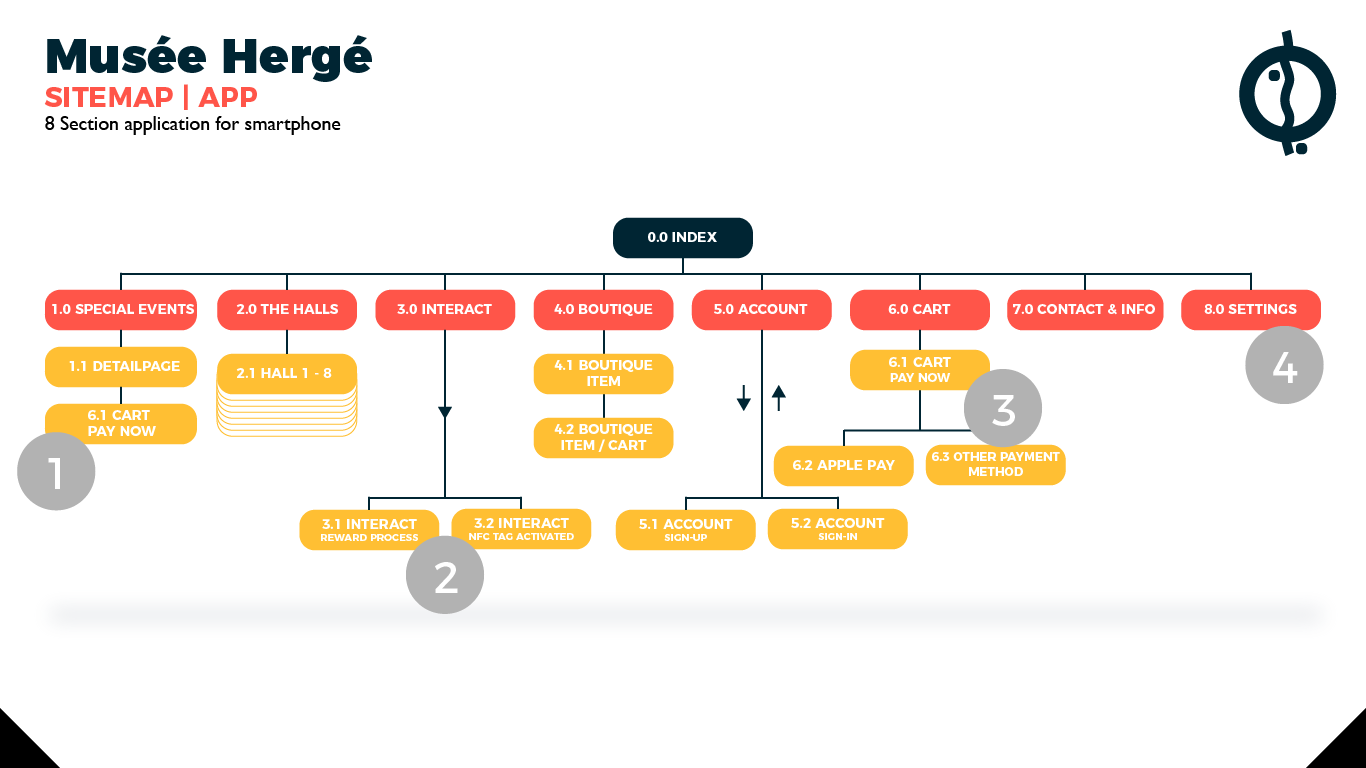 Musée Hergé
SITEMAP | APP
8 Section application for smartphone
0.0 INDEX
1.0 SPECIAL EVENTS
2.0 THE HALLS
3.0 INTERACT
4.0 BOUTIQUE
5.0 ACCOUNT
6.0 CART
7.0 CONTACT & INFO
8.0 SETTINGS
1.1 DETAILPAGE
6.1 CART
PAY NOW
1
2.1 HALL 1 - 8
3.1 INTERACT
REWARD PROCESS
3.2 INTERACT
NFC TAG ACTIVATED
2
4.1 BOUTIQUE
ITEM
4.2 BOUTIQUE
ITEM / CART
5.1 ACCOUNT
SIGN-UP
5.2 ACCOUNT
SIGN-IN
6.1 CART
PAY NOW
3
6.2 APPLE PAY
6.3 OTHER PAYMENT
METHOD
4